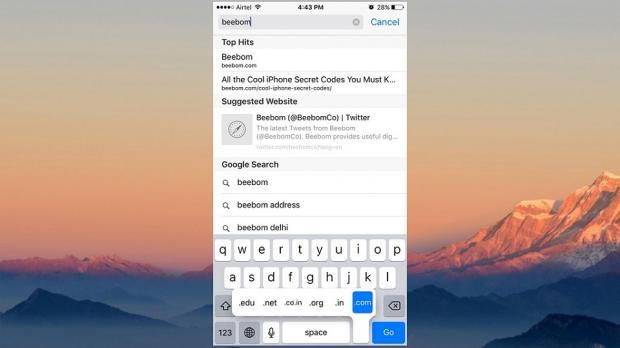 Airtel 4:43 PM 28%
beebom Cancel
Top Hits
Beebom
beebom.com
All the Cool iPhone Secret Codes You Must K...
beebom.com/cool-iphone-secret-codes/
Suggested Website
Beebom (@BeebomCo) | Twitter
The latest Tweets from Beebom
(@BeebomCo). Beebom provides useful dig...
twitter.com/beebomco?lang=en
Google Search
beebom
beebom address
beebom delhi
q w e r t y u i o p
a s d f g h j k l
.edu .net .co.in .org .in .com
123 space Go